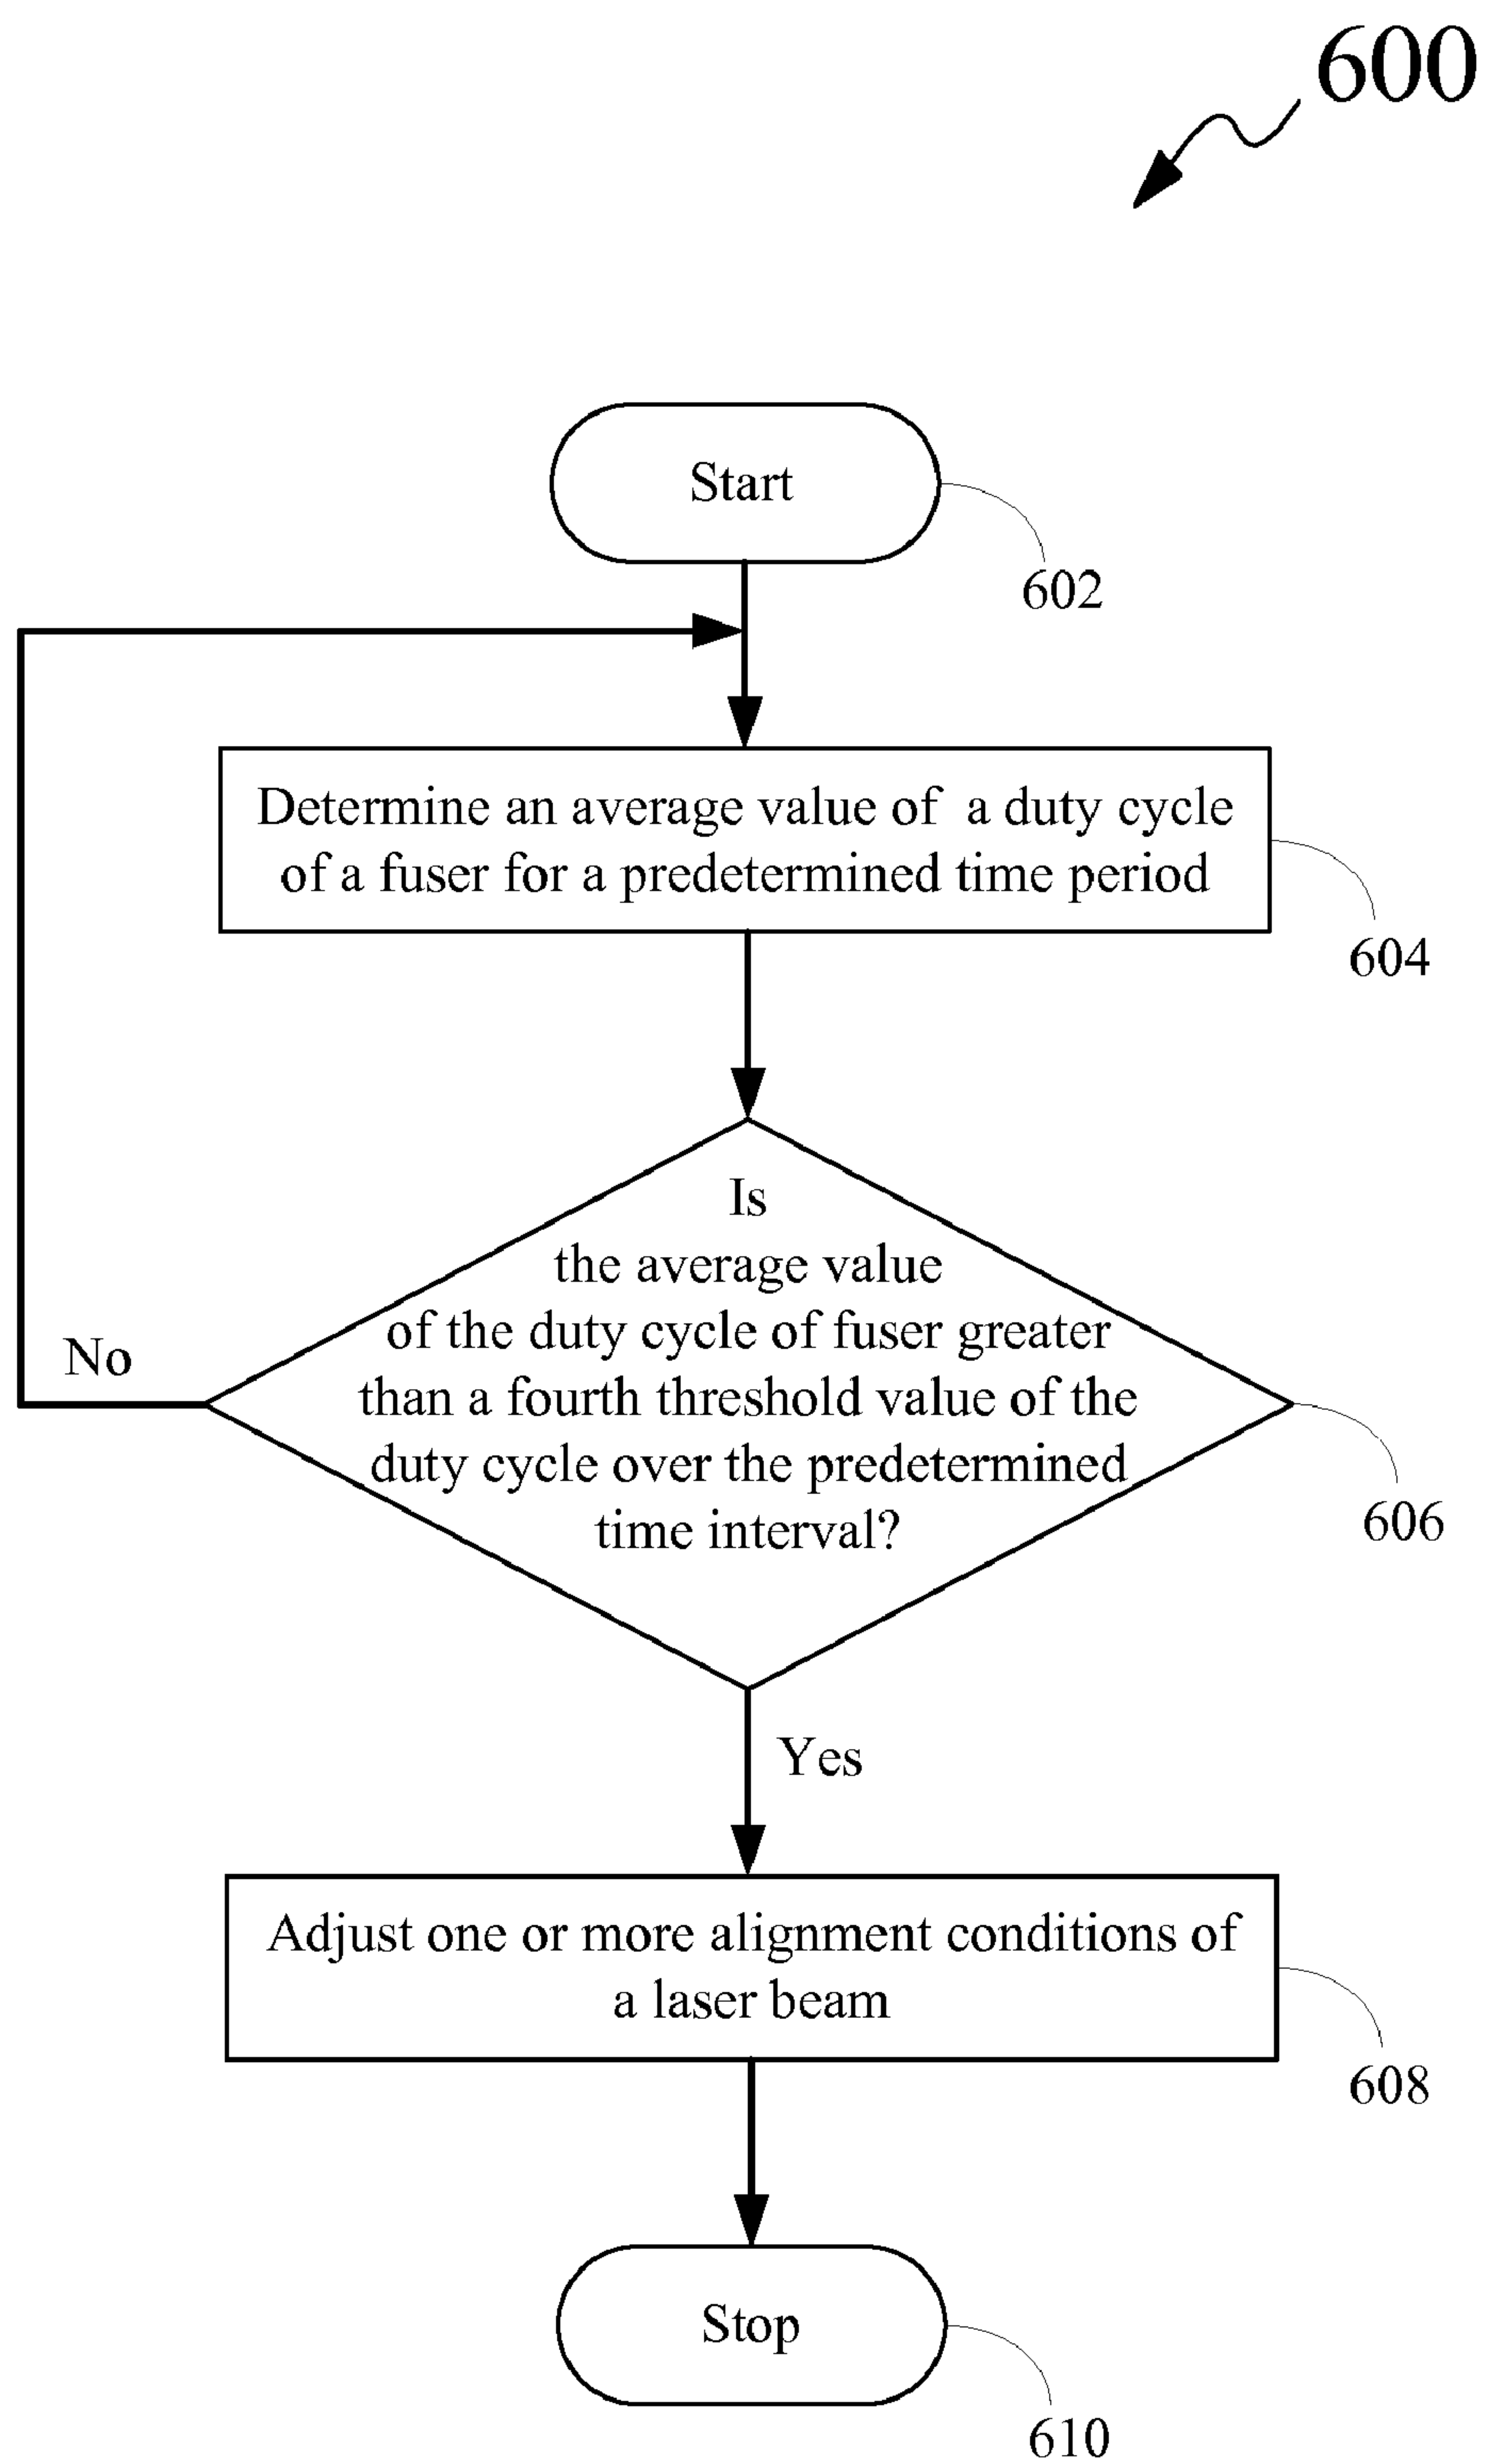 600
Start
602
Determine an average value of a duty cycle
of a fuser for a predetermined time period
604
Is
the average value
of the duty cycle of fuser greater
than a fourth threshold value of the
duty cycle over the predetermined
time interval?
No
606
Yes
Adjust one or more alignment conditions of
a laser beam
608
Stop
610